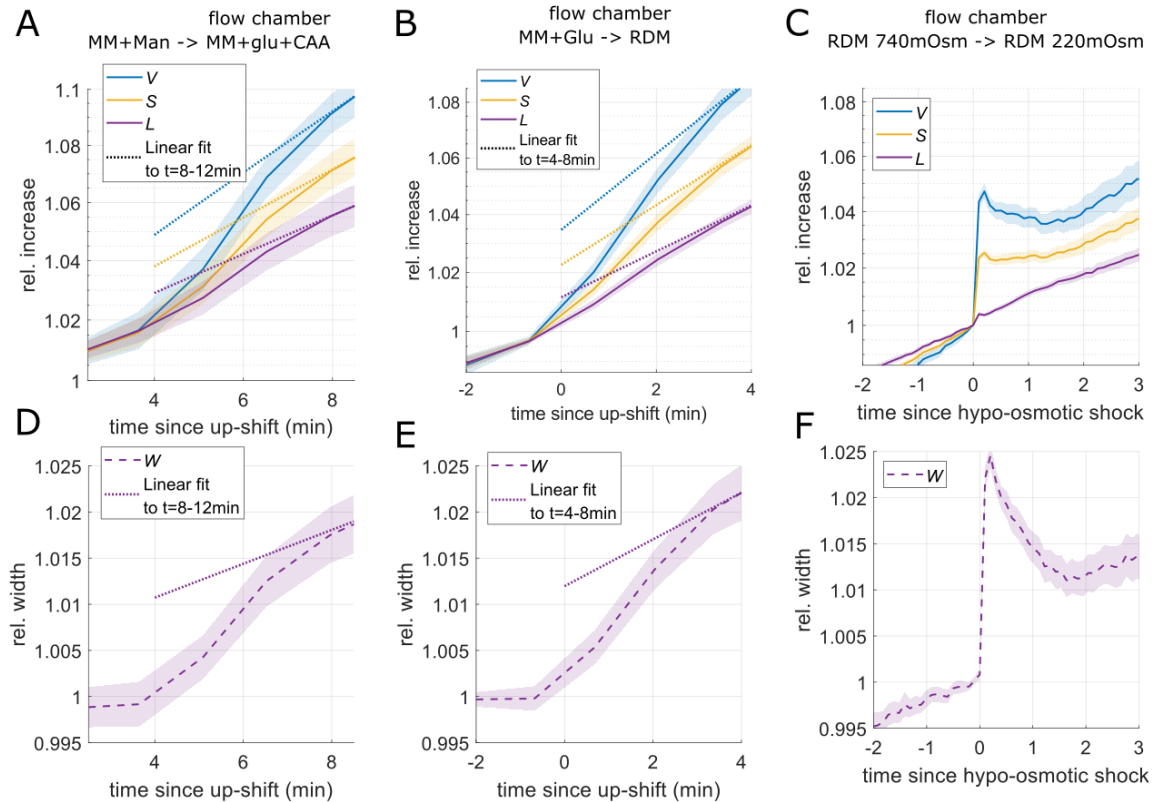 A
flow chamber
MM+Man -> MM+glu+CAA
V
S
L
Linear fit
to t=8-12min
rel. increase
1.1
1.08
1.06
1.04
1.02
1
4
6
8
time since up-shift (min)
B
flow chamber
MM+Glu -> RDM
V
S
L
Linear fit
to t=4-8min
rel. increase
1.08
1.06
1.04
1.02
1
-2
0
2
4
time since up-shift (min)
C
flow chamber
RDM 740mOsm -> RDM 220mOsm
V
S
L
rel. increase
1.08
1.06
1.04
1.02
1
-2
-1
0
1
2
3
time since hypo-osmotic shock
D
W
Linear fit
to t=8-12min
rel. width
1.025
1.02
1.015
1.01
1.005
1
0.995
4
6
8
time since up-shift (min)
E
W
Linear fit
to t=4-8min
rel. width
1.025
1.02
1.015
1.01
1.005
1
0.995
-2
0
2
4
time since up-shift (min)
F
W
rel. width
1.025
1.02
1.015
1.01
1.005
1
0.995
-2
-1
0
1
2
3
time since hypo-osmotic shock